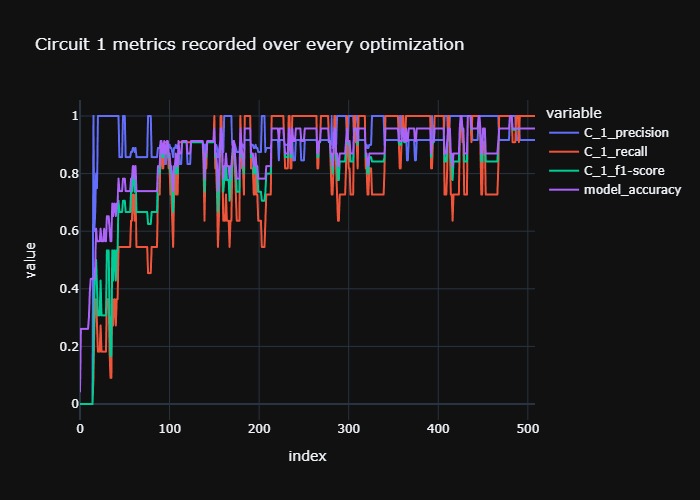 Circuit 1 metrics recorded over every optimization
variable
C_1_precision
C_1_recall
C_1_f1-score
model_accuracy
value
1
0.8
0.6
0.4
0.2
0
0 100 200 300 400 500
index